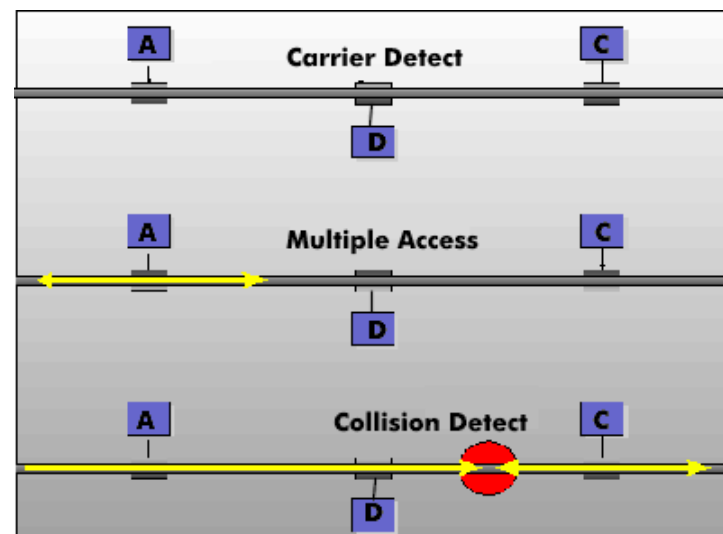 A
Carrier Detect
C
D
A
Multiple Access
C
D
A
Collision Detect
C
D